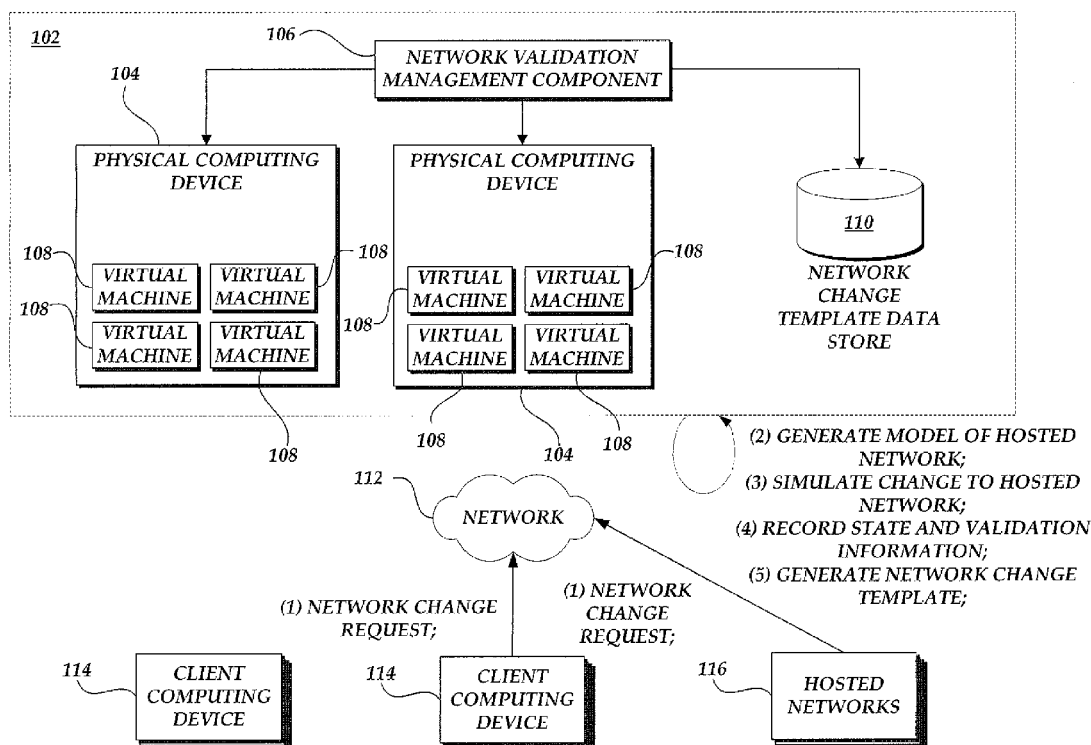 102
106
NETWORK VALIDATION
MANAGEMENT COMPONENT
104
PHYSICAL COMPUTING
DEVICE
PHYSICAL COMPUTING
DEVICE
110
NETWORK
CHANGE
TEMPLATE DATA
STORE
108
VIRTUAL
MACHINE
VIRTUAL
MACHINE
108
108
VIRTUAL
MACHINE
VIRTUAL
MACHINE
108
108
VIRTUAL
MACHINE
VIRTUAL
MACHINE
108
VIRTUAL
MACHINE
VIRTUAL
MACHINE
108
104
108
(2) GENERATE MODEL OF HOSTED
NETWORK;
(3) SIMULATE CHANGE TO HOSTED
NETWORK;
(4) RECORD STATE AND VALIDATION
INFORMATION;
(5) GENERATE NETWORK CHANGE
TEMPLATE;
112
NETWORK
(1) NETWORK CHANGE
REQUEST;
(1) NETWORK
CHANGE
REQUEST;
114
CLIENT
COMPUTING
DEVICE
114
CLIENT
COMPUTING
DEVICE
116
HOSTED
NETWORKS